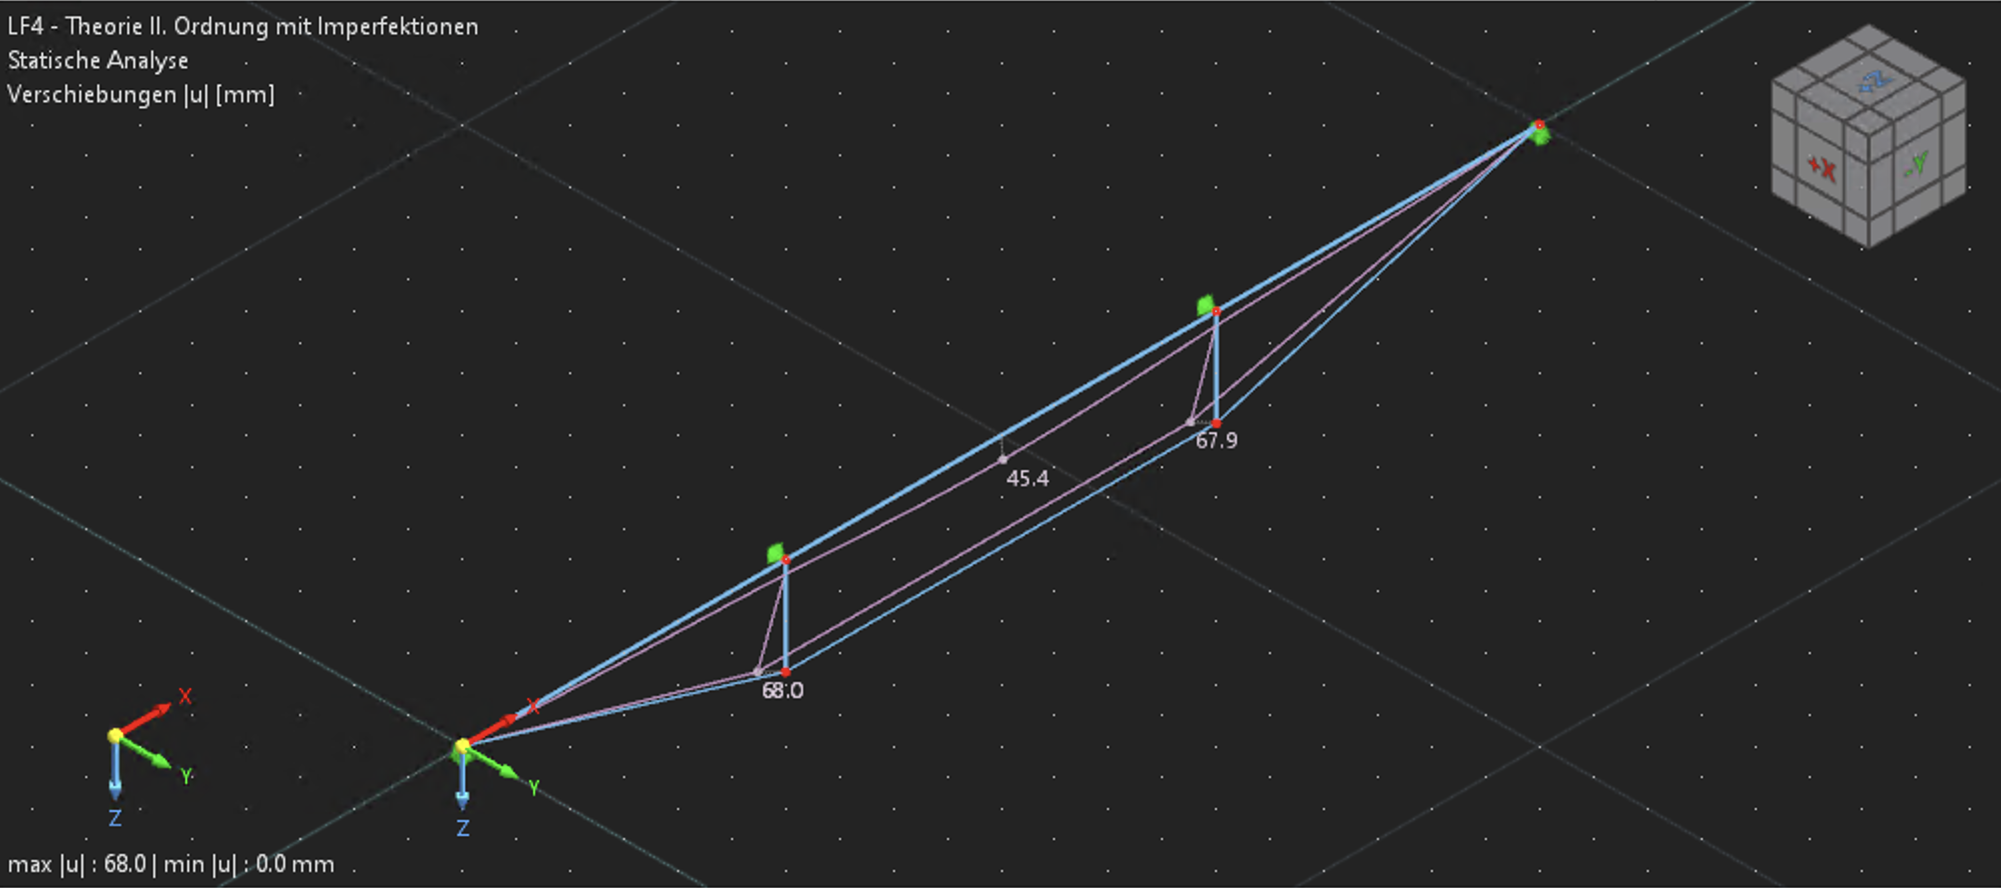 LF4 - Theorie II. Ordnung mit Imperfektionen
Statische Analyse
Verschiebungen |u| [mm]
+X
-Y
-Z
67.9
45.4
68.0
X
Y
Z
X
Y
Z
max |u| : 68.0 | min |u| : 0.0 mm